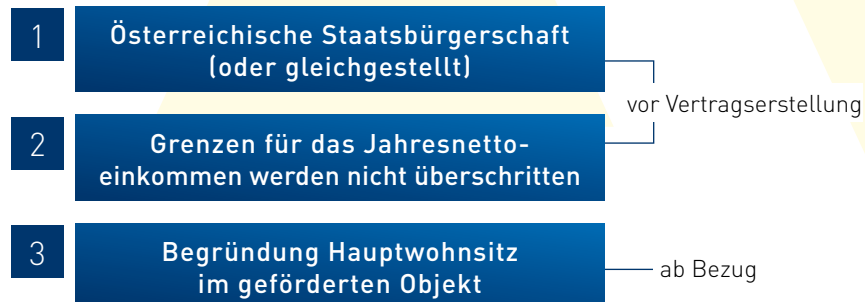 1
Österreichische Staatsbürgerschaft
(oder gleichgestellt)
vor Vertragserstellung
2
Grenzen für das Jahresnetto-
einkommen werden nicht überschritten
3
Begründung Hauptwohnsitz
im geförderten Objekt
ab Bezug